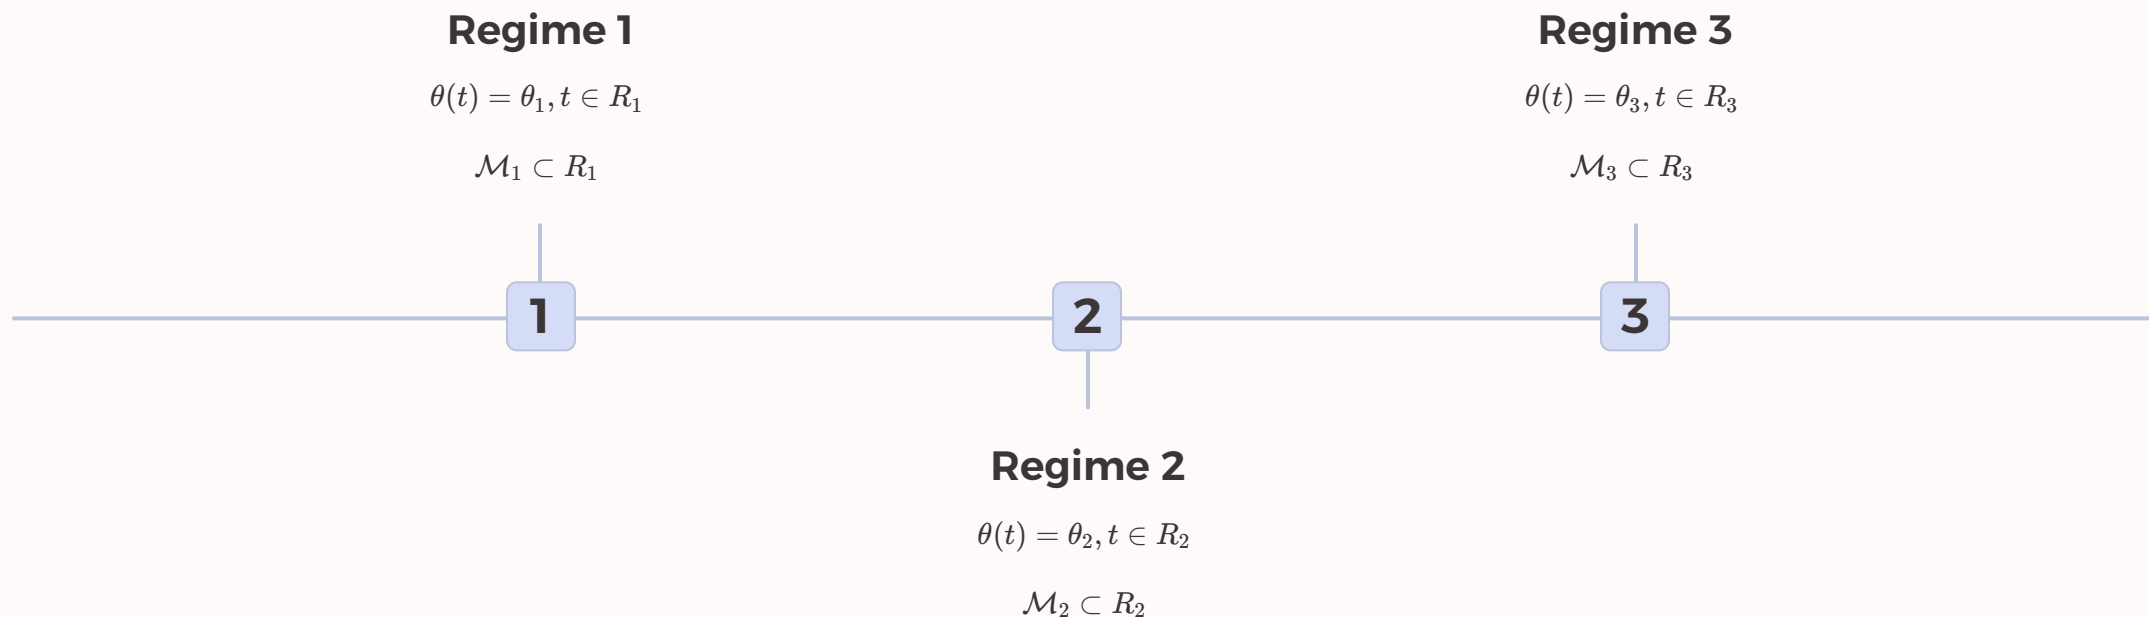 Regime 1
θ(t) = θ₁, t ∈ R₁
ℳ₁ ⊂ R₁
1
2
Regime 2
θ(t) = θ₂, t ∈ R₂
ℳ₂ ⊂ R₂
Regime 3
θ(t) = θ₃, t ∈ R₃
ℳ₃ ⊂ R₃
3